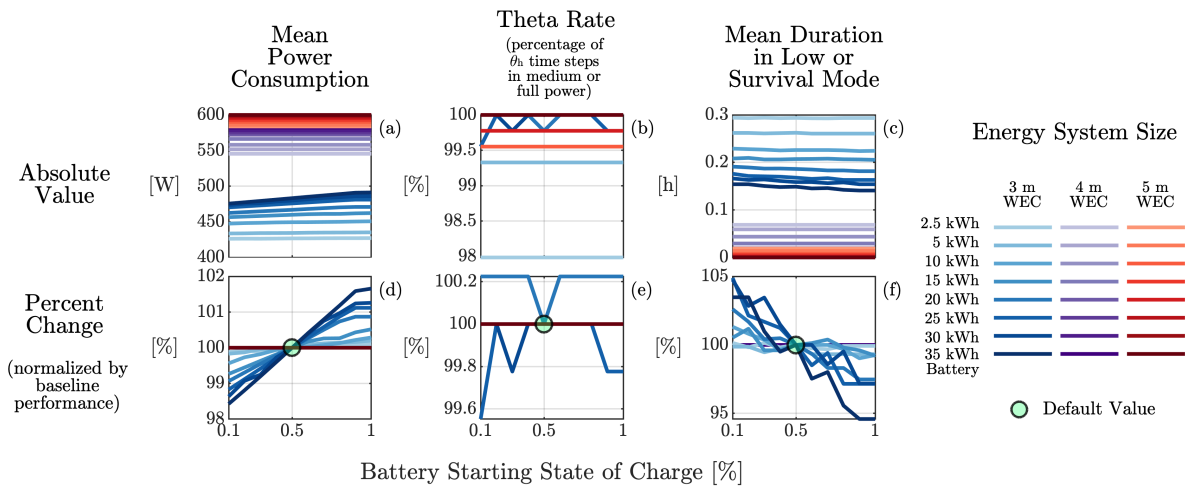 Mean
Power
Consumption
Theta Rate
(percentage of
θh time steps
in medium or
full power)
Mean Duration
in Low or
Survival Mode
Absolute
Value
[W]
600
550
500
450
400
(a)
[%]
100
99.5
99
98.5
98
(b)
[h]
0.3
0.2
0.1
0
(c)
Percent
Change
(normalized by
baseline
performance)
[%]
102
101
100
99
98
0.1
0.5
1
(d)
[%]
100.2
100
99.8
99.6
0.1
0.5
1
(e)
[%]
105
100
95
0.1
0.5
1
(f)
Battery Starting State of Charge [%]
Energy System Size
3 m
WEC
4 m
WEC
5 m
WEC
2.5 kWh
5 kWh
10 kWh
15 kWh
20 kWh
25 kWh
30 kWh
35 kWh
Battery
Default Value